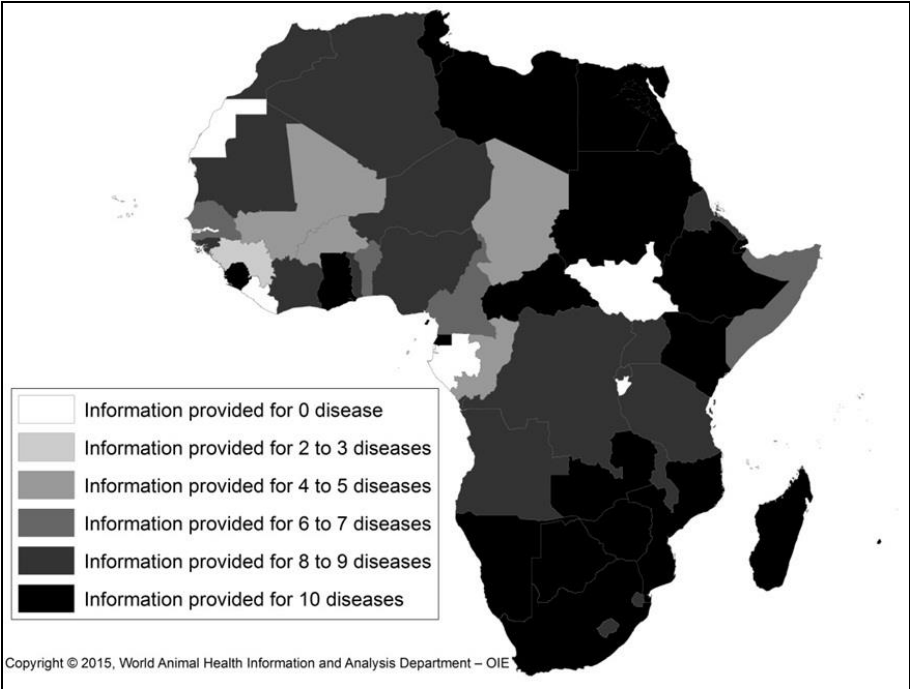 Information provided for 0 disease
Information provided for 2 to 3 diseases
Information provided for 4 to 5 diseases
Information provided for 6 to 7 diseases
Information provided for 8 to 9 diseases
Information provided for 10 diseases
Copyright © 2015, World Animal Health Information and Analysis Department – OIE